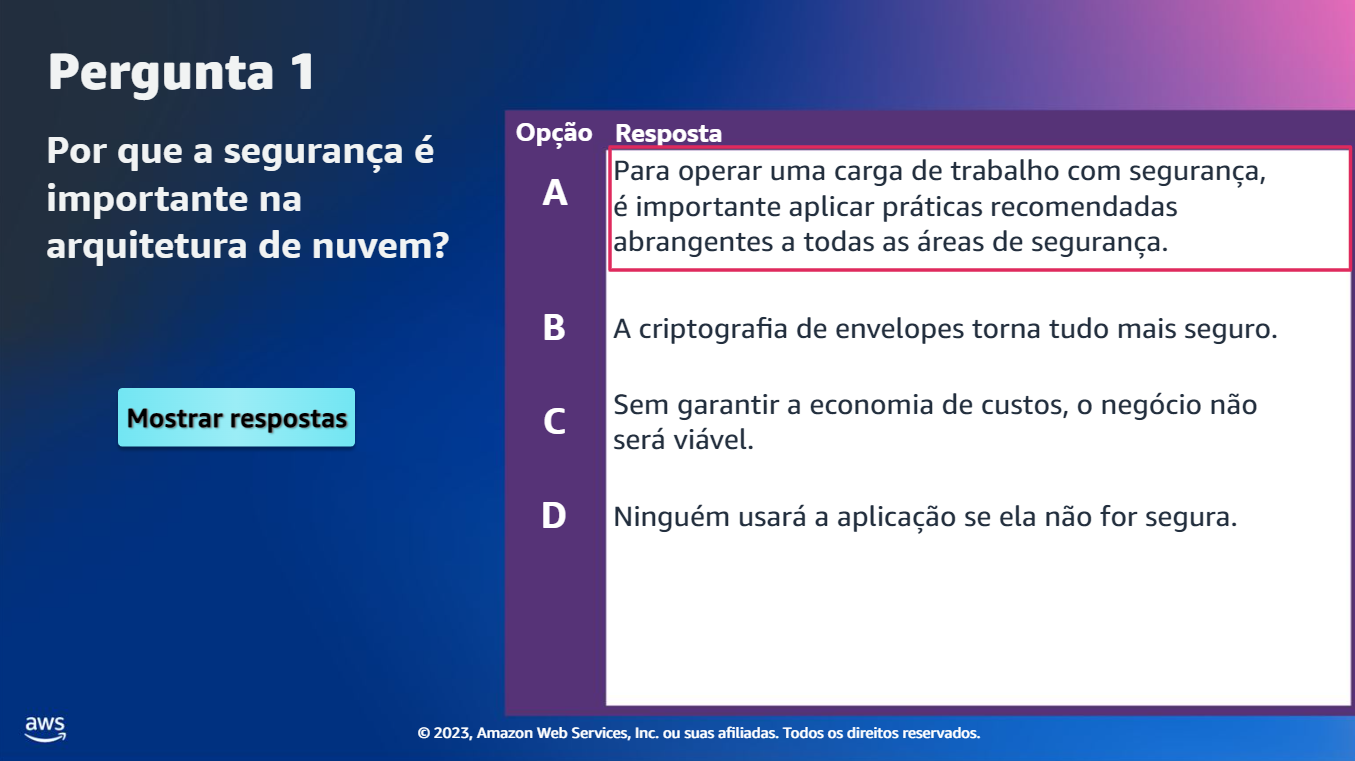 Pergunta 1
Por que a segurança é
importante na
arquitetura de nuvem?
Mostrar respostas
Opção Resposta
A
Para operar uma carga de trabalho com segurança,
é importante aplicar práticas recomendadas
abrangentes a todas as áreas de segurança.
B
A criptografia de envelopes torna tudo mais seguro.
C
Sem garantir a economia de custos, o negócio não
será viável.
D
Ninguém usará a aplicação se ela não for segura.
aws
© 2023, Amazon Web Services, Inc. ou suas afiliadas. Todos os direitos reservados.